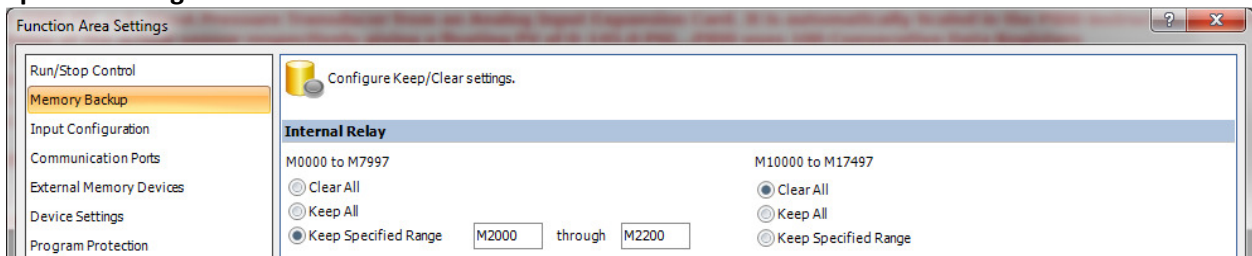 Function Area Settings
?
X
Run/Stop Control
Memory Backup
Input Configuration
Communication Ports
External Memory Devices
Device Settings
Program Protection
Configure Keep/Clear settings.
Internal Relay
M0000 to M7997
Clear All
Keep All
Keep Specified Range M2000 through M2200
M10000 to M17497
Clear All
Keep All
Keep Specified Range